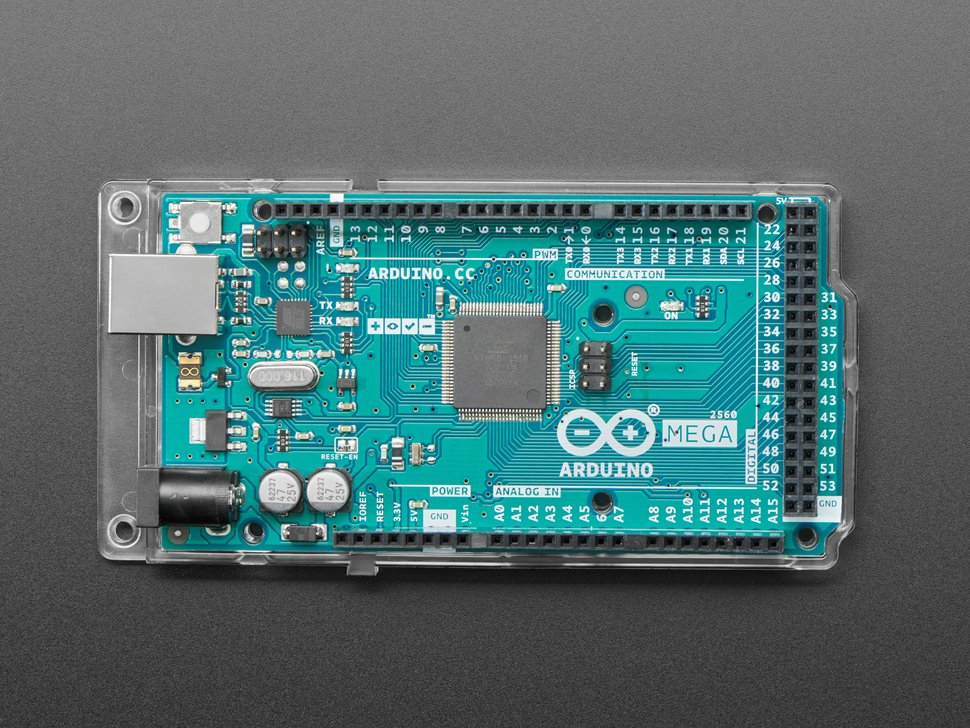 5V
22
24
26
28
30 31
32 33
34 35
36 37
38 39
40 41
42 43
44 45
46 47
48 49
50 51
52 53
GND
DIGITAL
AREF
GND
13
12
11
10
9
8
7
6
5
4
3
2
TX0→1
RX0←0
TX3 14
RX3 15
TX2 16
RX2 17
TX1 18
RX1 19
SDA 20
SCL 21
PWM
COMMUNICATION
ARDUINO.CC
TX
RX
ON
T16.000
ICSP
RESET
2560
MEGA
ARDUINO
®
RESET-EN
62237
47
25V
62237
47
25V
POWER
ANALOG IN
IOREF
RESET
3.3V
5V
GND
Vin
A0
A1
A2
A3
A4
A5
6
A7
A8
A9
A10
A11
A12
A13
A14
A15